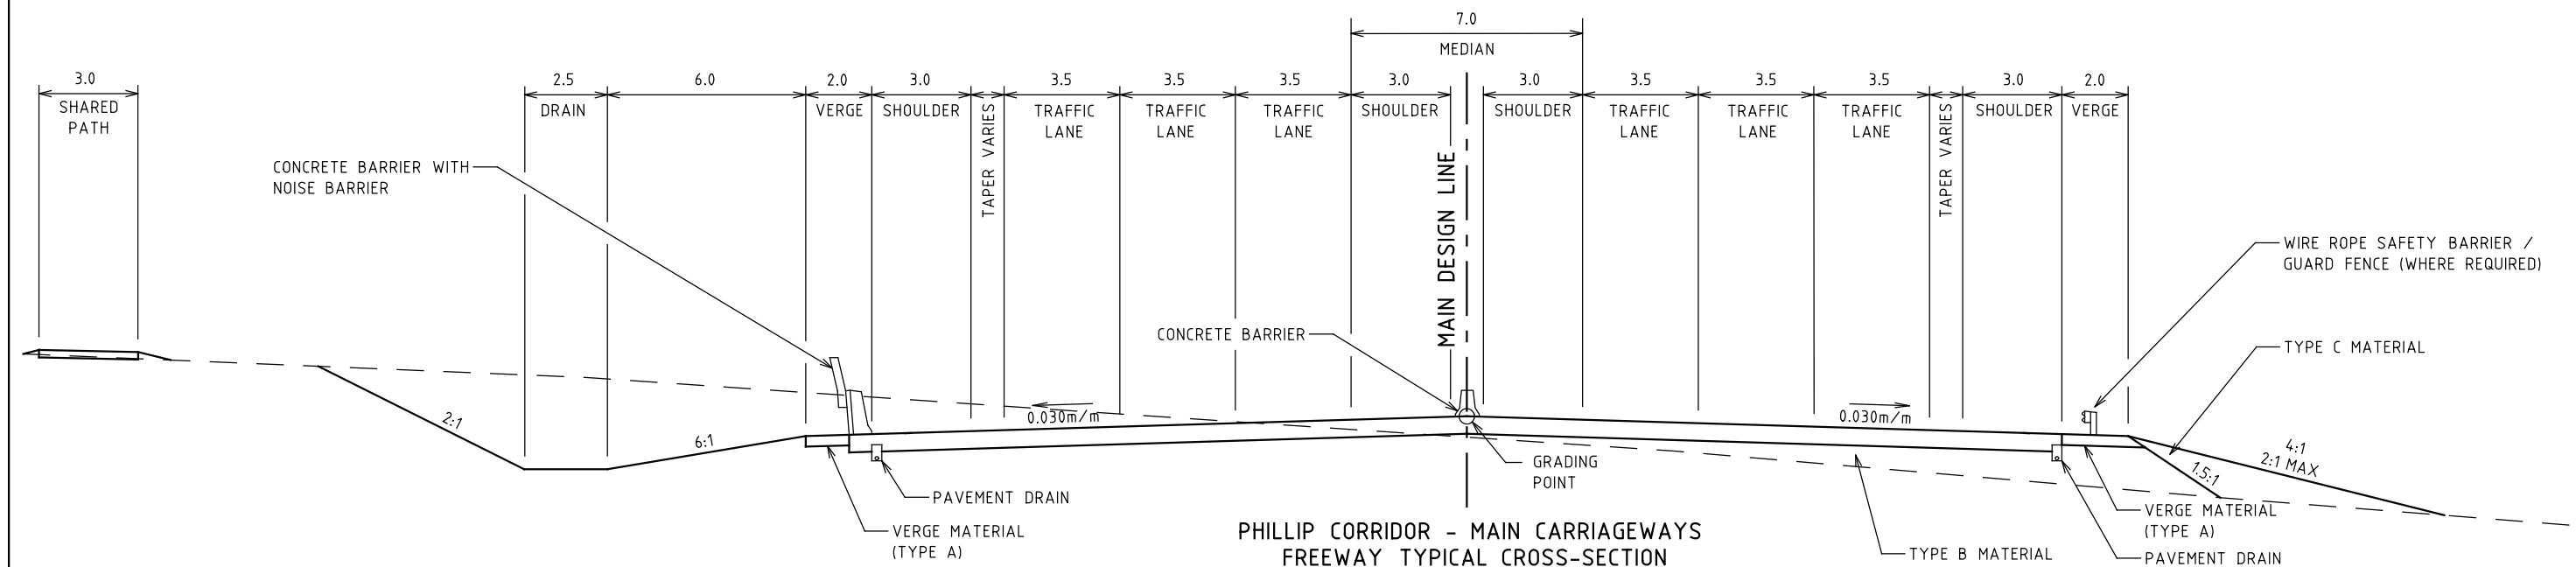 7.0
MEDIAN
3.0
SHARED
PATH
2.5
DRAIN
6.0
2.0
VERGE
3.0
SHOULDER
TAPER VARIES
3.5
TRAFFIC
LANE
3.5
TRAFFIC
LANE
3.5
TRAFFIC
LANE
3.0
SHOULDER
MAIN DESIGN LINE
3.0
SHOULDER
3.5
TRAFFIC
LANE
3.5
TRAFFIC
LANE
3.5
TRAFFIC
LANE
TAPER VARIES
3.0
SHOULDER
2.0
VERGE
CONCRETE BARRIER WITH
NOISE BARRIER
WIRE ROPE SAFETY BARRIER /
GUARD FENCE (WHERE REQUIRED)
CONCRETE BARRIER
TYPE C MATERIAL
2:1
6:1
0.030m/m
0.030m/m
4:1
2:1 MAX
1.5:1
GRADING
POINT
PAVEMENT DRAIN
VERGE MATERIAL
(TYPE A)
VERGE MATERIAL
(TYPE A)
TYPE B MATERIAL
PAVEMENT DRAIN
PHILLIP CORRIDOR - MAIN CARRIAGEWAYS
FREEWAY TYPICAL CROSS-SECTION